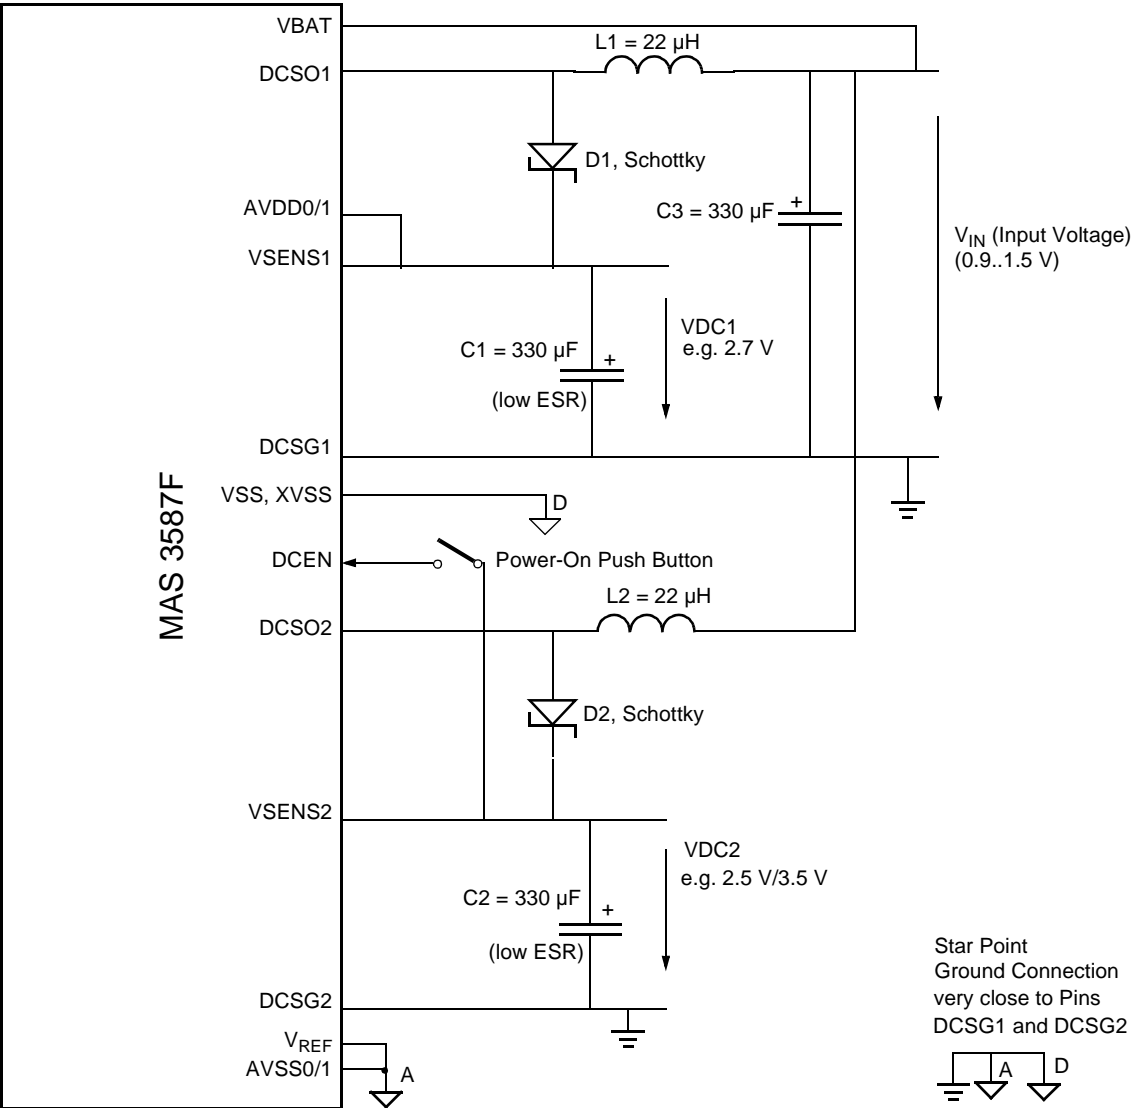 VBAT
L1 = 22 µH
DCSO1
D1, Schottky
AVDD0/1
C3 = 330 µF
+
VIN (Input Voltage)
(0.9..1.5 V)
VSENS1
VDC1
e.g. 2.7 V
C1 = 330 µF
+
(low ESR)
DCSG1
MAS 3587F
VSS, XVSS
D
DCEN
Power-On Push Button
L2 = 22 µH
DCSO2
D2, Schottky
VSENS2
VDC2
e.g. 2.5 V/3.5 V
C2 = 330 µF
+
(low ESR)
Star Point
Ground Connection
very close to Pins
DCSG1 and DCSG2
DCSG2
VREF
AVSS0/1
A
A
D